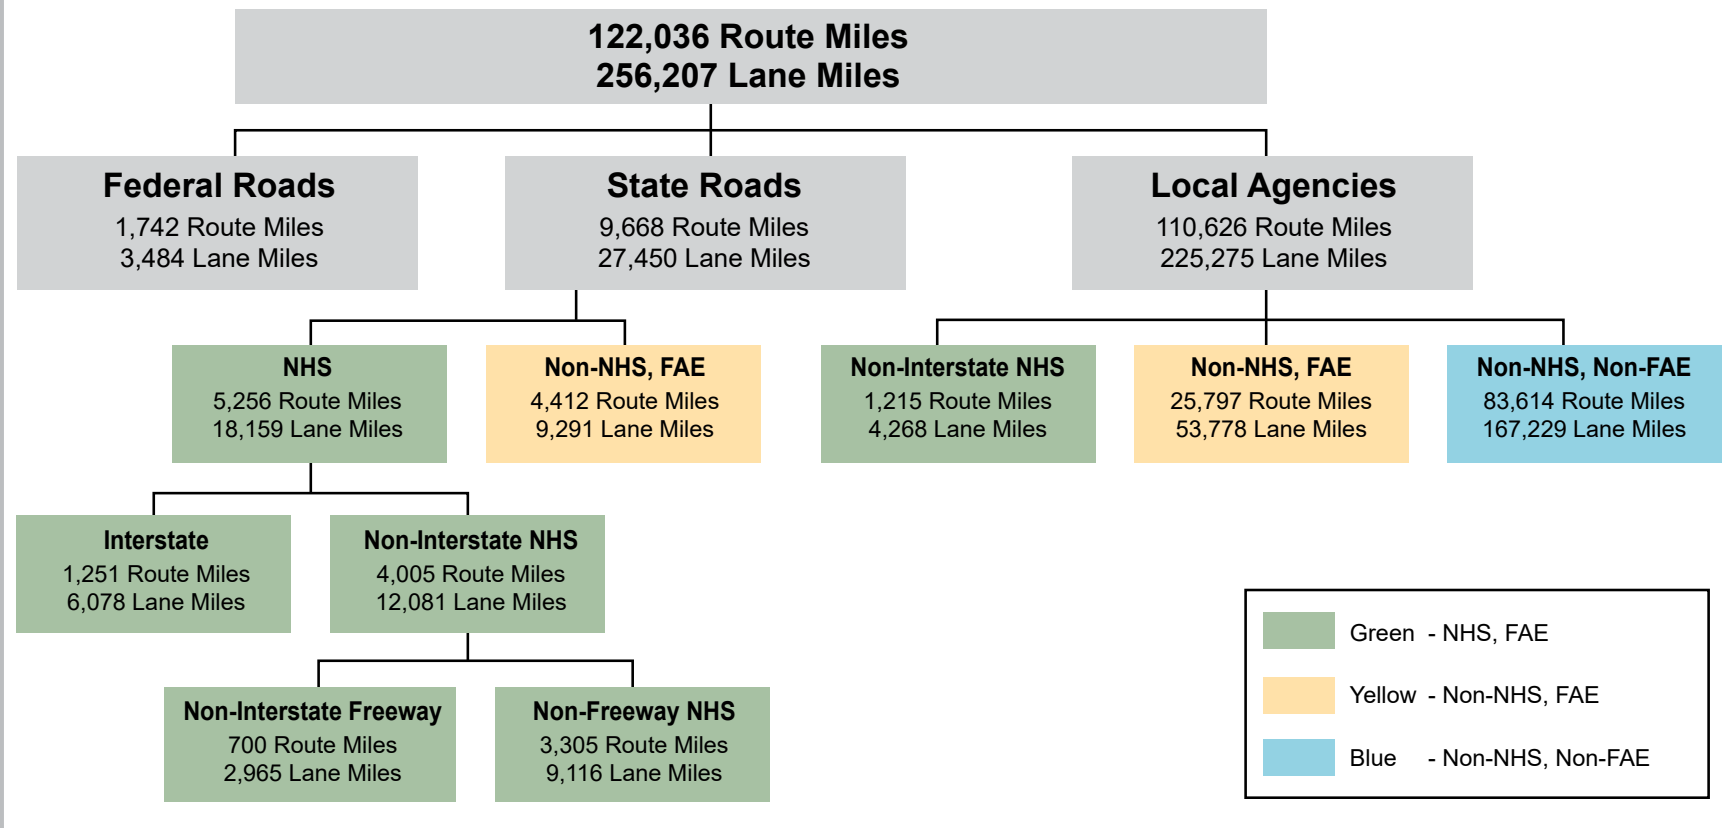 122,036 Route Miles
256,207 Lane Miles
Federal Roads
1,742 Route Miles
3,484 Lane Miles
State Roads
9,668 Route Miles
27,450 Lane Miles
Local Agencies
110,626 Route Miles
225,275 Lane Miles
NHS
5,256 Route Miles
18,159 Lane Miles
Non-NHS, FAE
4,412 Route Miles
9,291 Lane Miles
Non-Interstate NHS
1,215 Route Miles
4,268 Lane Miles
Non-NHS, FAE
25,797 Route Miles
53,778 Lane Miles
Non-NHS, Non-FAE
83,614 Route Miles
167,229 Lane Miles
Interstate
1,251 Route Miles
6,078 Lane Miles
Non-Interstate NHS
4,005 Route Miles
12,081 Lane Miles
Non-Interstate Freeway
700 Route Miles
2,965 Lane Miles
Non-Freeway NHS
3,305 Route Miles
9,116 Lane Miles
Green - NHS, FAE
Yellow - Non-NHS, FAE
Blue - Non-NHS, Non-FAE